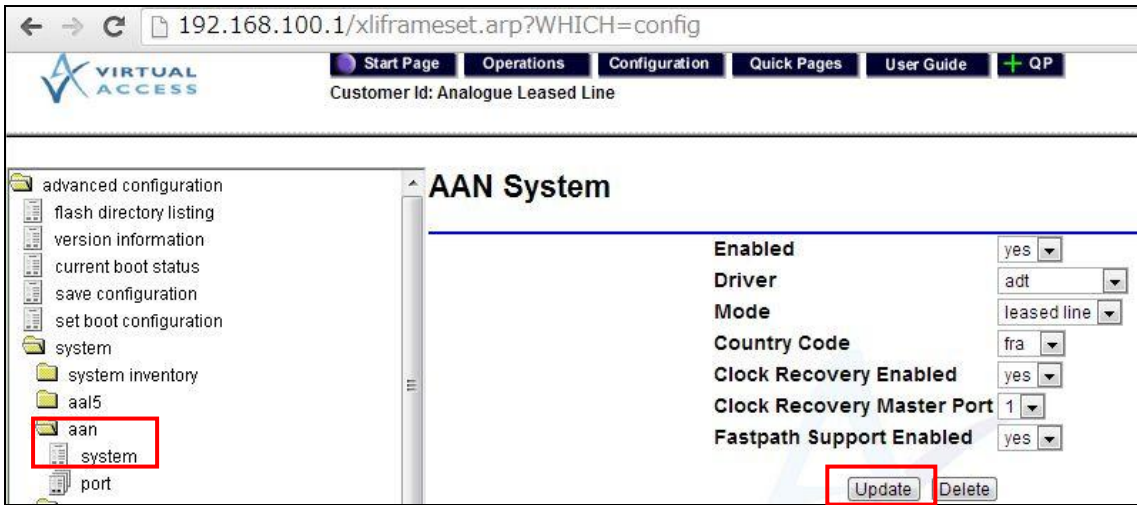 192.168.100.1/xliframeset.arp?WHICH=config
VIRTUAL ACCESS
Start Page Operations Configuration Quick Pages User Guide + QP
Customer Id: Analogue Leased Line
advanced configuration
flash directory listing
version information
current boot status
save configuration
set boot configuration
system
system inventory
aal5
aan
system
port
AAN System
Enabled yes
Driver adt
Mode leased line
Country Code fra
Clock Recovery Enabled yes
Clock Recovery Master Port 1
Fastpath Support Enabled yes
Update Delete